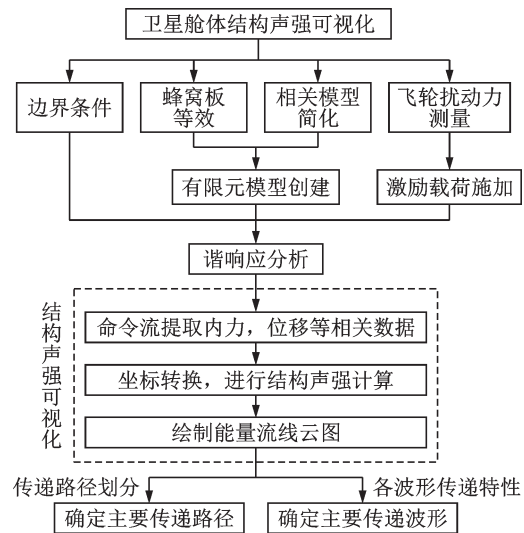 卫星舱体结构声强可视化
边界条件
蜂窝板
等效
相关模型
简化
飞轮扰动力
测量
有限元模型创建
激励载荷施加
谐响应分析
结构声强可视化
命令流提取内力，位移等相关数据
坐标转换，进行结构声强计算
绘制能量流线云图
传递路径划分
各波形传递特性
确定主要传递路径
确定主要传递波形